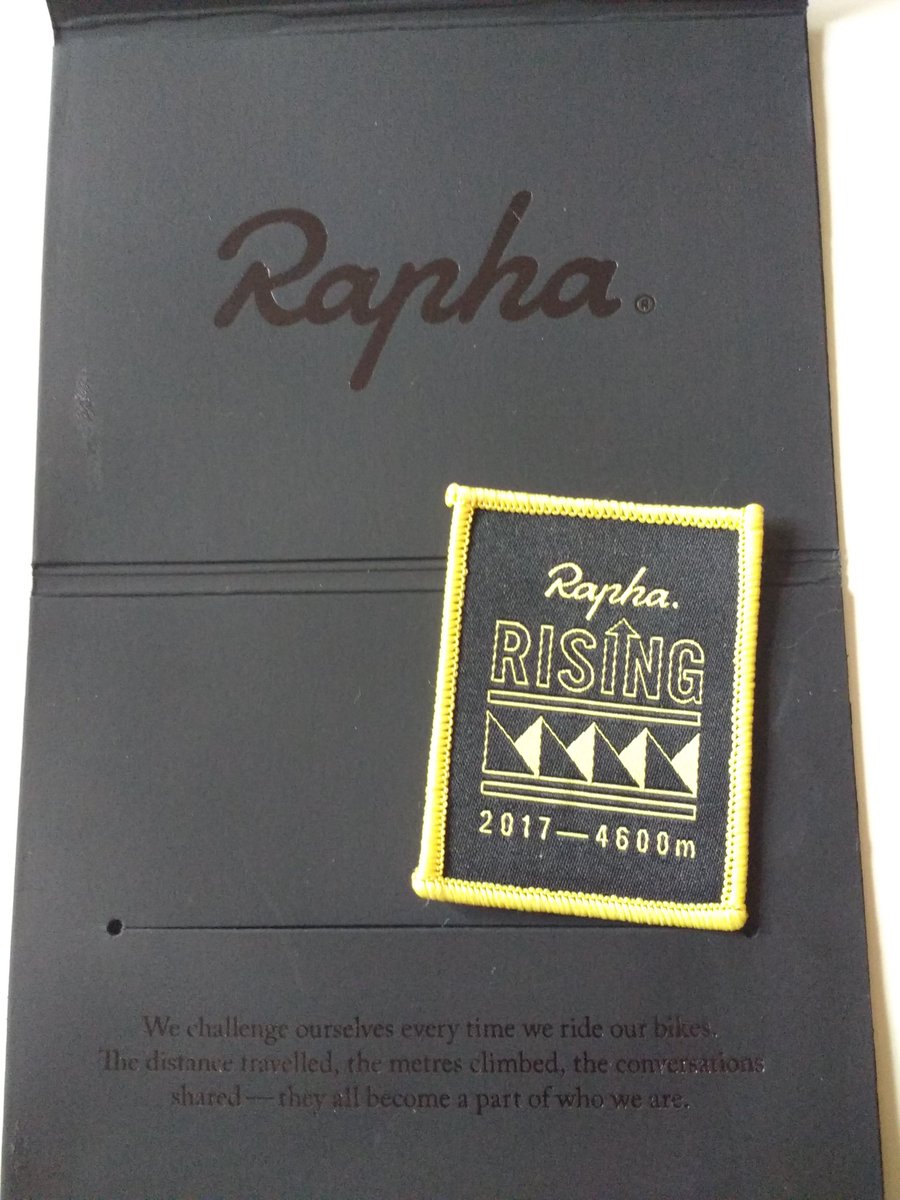 Rapha.®
Rapha.
RISING
2017—4600m
We challenge ourselves every time we ride our bikes.
The distance travelled, the metres climbed, the conversations
shared—they all become a part of who we are.